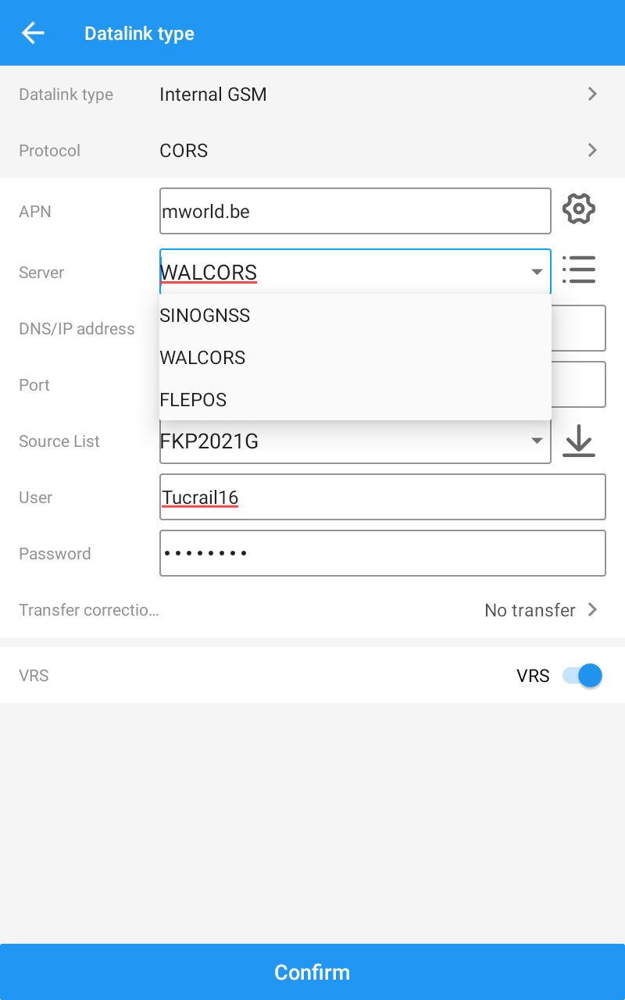 Datalink type
Datalink type Internal GSM
Protocol CORS
APN mworld.be
Server WALCORS
SINOGNSS
DNS/IP address
WALCORS
Port
FLEPOS
Source List FKP2021G
User Tucrail16
Password ••••••••
Transfer correctio... No transfer
VRS VRS
Confirm